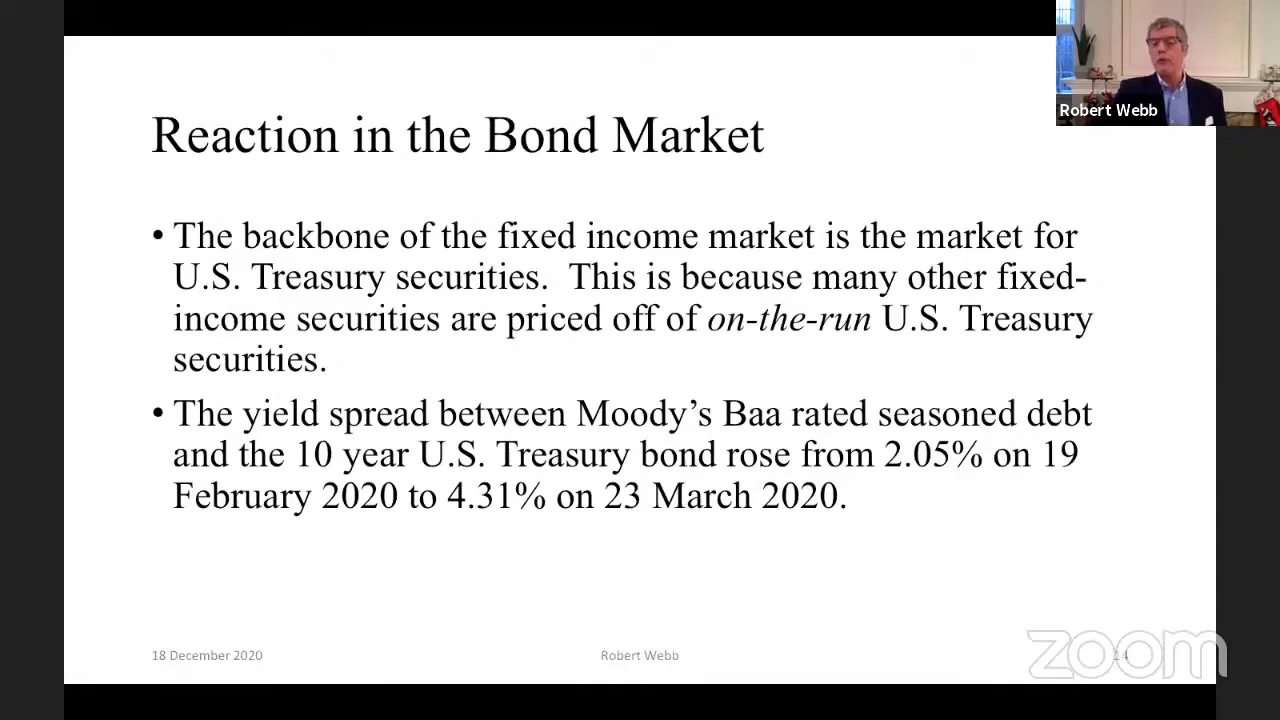 Robert Webb
Reaction in the Bond Market
• The backbone of the fixed income market is the market for
U.S. Treasury securities.  This is because many other fixed-
income securities are priced off of on-the-run U.S. Treasury
securities.
• The yield spread between Moody’s Baa rated seasoned debt
and the 10 year U.S. Treasury bond rose from 2.05% on 19
February 2020 to 4.31% on 23 March 2020.
18 December 2020
Robert Webb
14
zoom